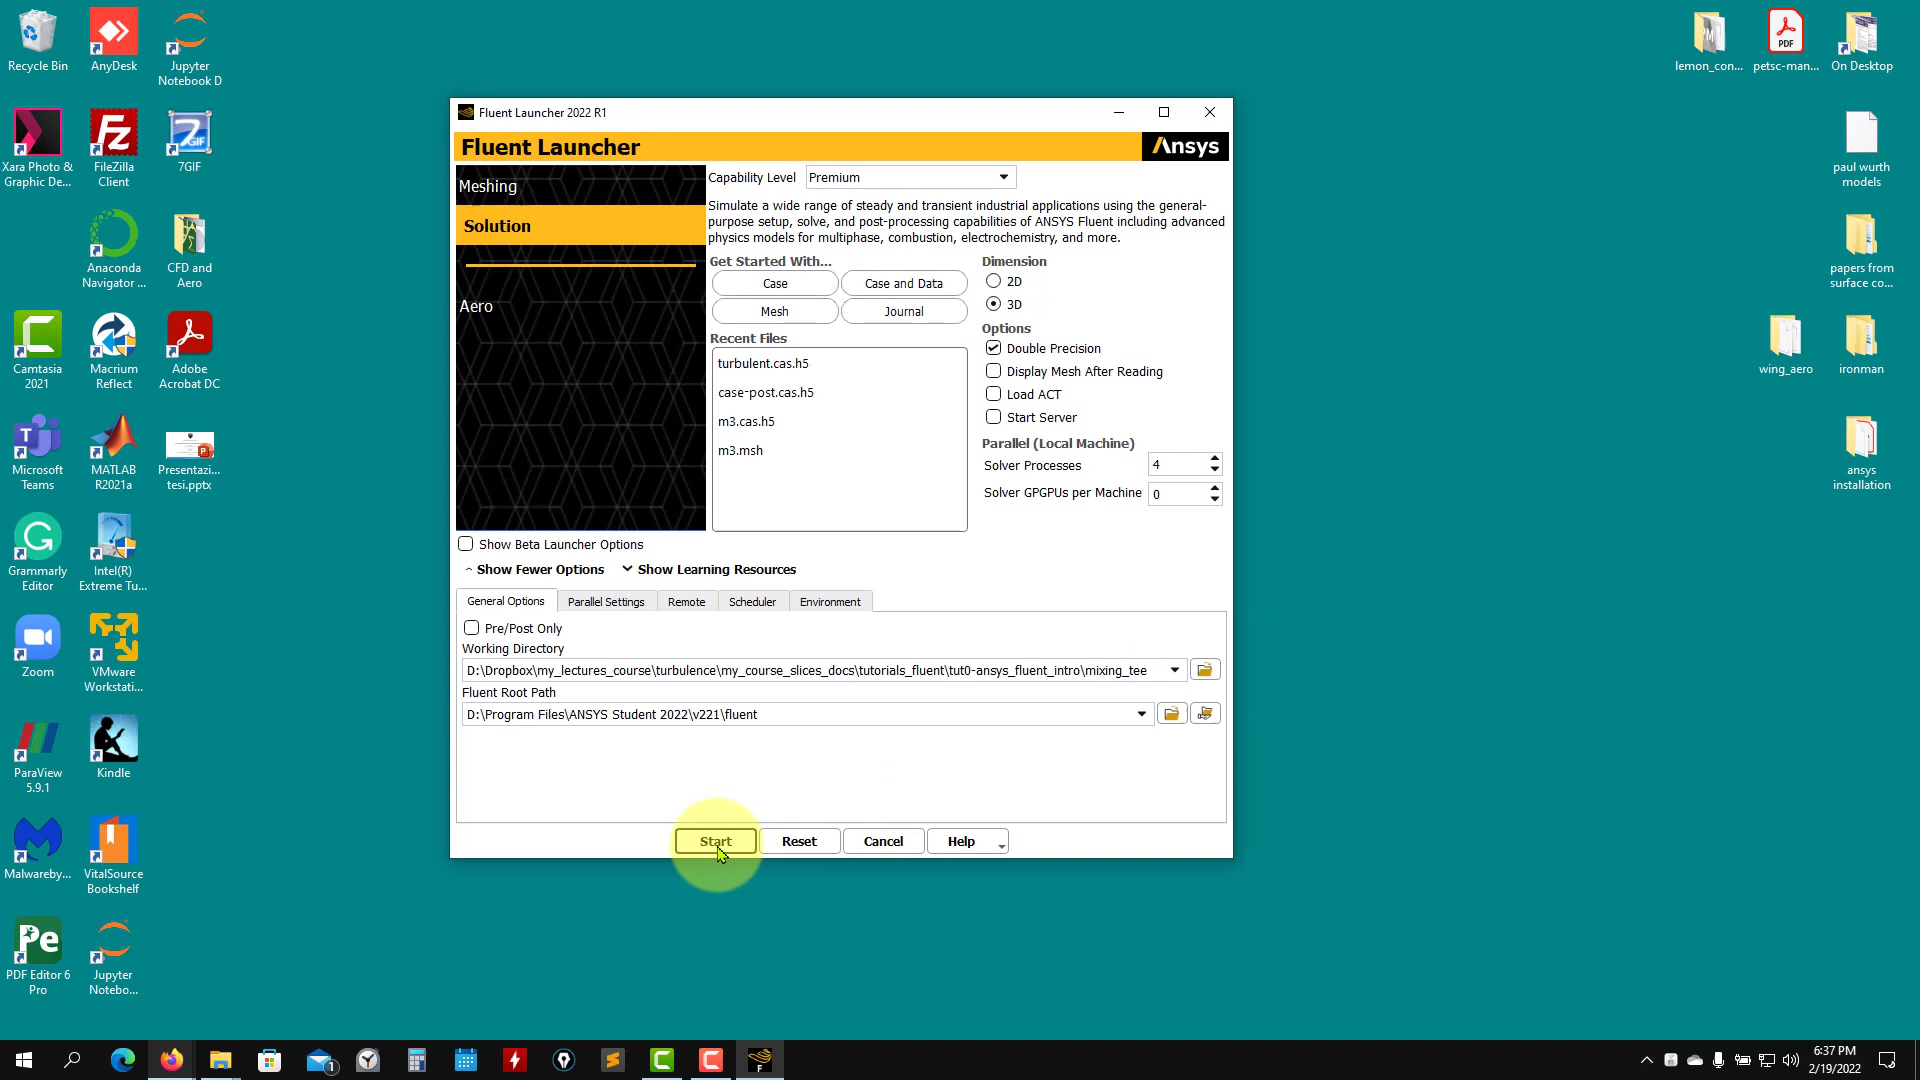 Recycle Bin
AnyDesk
Jupyter
Notebook D
Xara Photo &
Graphic De...
FileZilla
Client
7GIF
Anaconda
Navigator ...
CFD and
Aero
Camtasia
2021
Macrium
Reflect
Adobe
Acrobat DC
Microsoft
Teams
MATLAB
R2021a
Presentazi...
tesi.pptx
Grammarly
Editor
Intel(R)
Extreme Tu...
Zoom
VMware
Workstati...
ParaView
5.9.1
Kindle
Malwareby...
VitalSource
Bookshelf
PDF Editor 6
Pro
Jupyter
Notebo...
Fluent Launcher 2022 R1
Fluent Launcher
Ansys
Meshing
Solution
Aero
Capability Level
Premium
Simulate a wide range of steady and transient industrial applications using the general-
purpose setup, solve, and post-processing capabilities of ANSYS Fluent including advanced
physics models for multiphase, combustion, electrochemistry, and more.
Get Started With...
Case
Case and Data
Mesh
Journal
Recent Files
turbulent.cas.h5
case-post.cas.h5
m3.cas.h5
m3.msh
Dimension
2D
3D
Options
Double Precision
Display Mesh After Reading
Load ACT
Start Server
Parallel (Local Machine)
Solver Processes
4
Solver GPGPUs per Machine
0
Show Beta Launcher Options
Show Fewer Options
Show Learning Resources
General Options
Parallel Settings
Remote
Scheduler
Environment
Pre/Post Only
Working Directory
D:\Dropbox\my_lectures_course\turbulence\my_course_slices_docs\tutorials_fluent\tut0-ansys_fluent_intro\mixing_tee
Fluent Root Path
D:\Program Files\ANSYS Student 2022\v221\fluent
Start
Reset
Cancel
Help
lemon_con...
petsc-man...
On Desktop
PDF
paul wurth
models
papers from
surface co...
wing_aero
ironman
ansys
installation
6:37 PM
2/19/2022